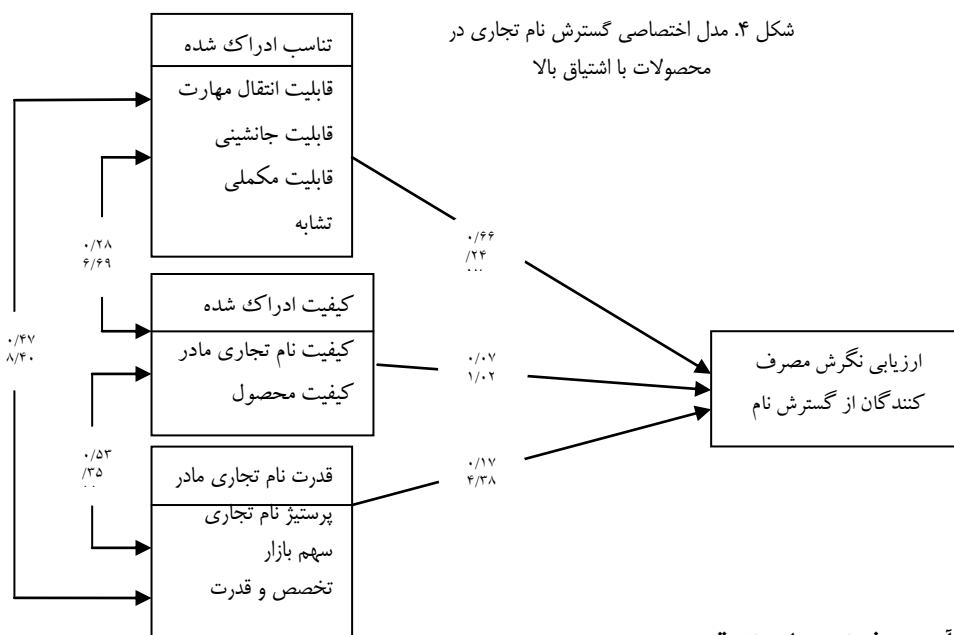 شکل ۴. مدل اختصاصی گسترش نام تجاری در
محصولات با اشتیاق بالا
تناسب ادراک شده
قابلیت انتقال مهارت
قابلیت جانشینی
قابلیت مکملی
تشابه
۰/۲۸
۶/۶۹
۰/۶۶
/۲۴
کیفیت ادراک شده
کیفیت نام تجاری مادر
کیفیت محصول
۰/۴۷
۸/۴۰
۰/۰۷
۱/۰۲
ارزیابی نگرش مصرف
کنندگان از گسترش نام
۰/۵۳
/۳۵
قدرت نام تجاری مادر
پرستیژ نام تجاری
سهم بازار
تخصص و قدرت
۰/۱۷
۴/۳۸